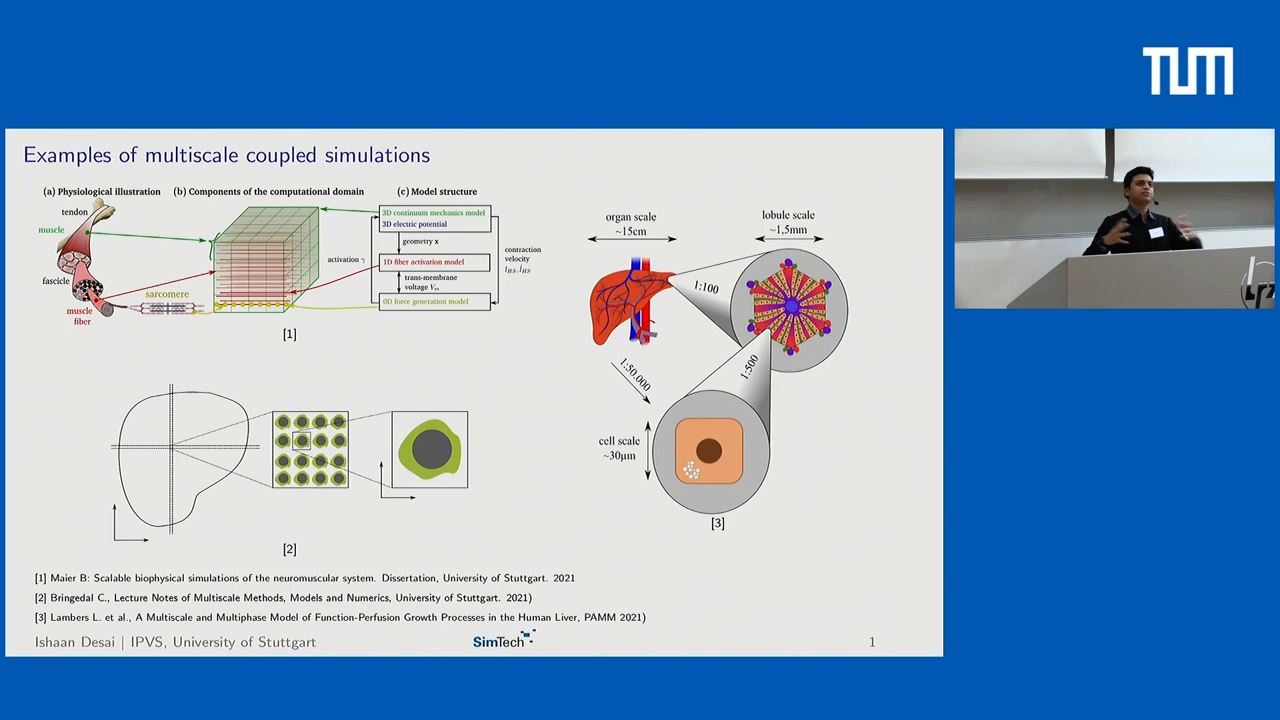 TUM
Examples of multiscale coupled simulations
(a) Physiological illustration
(b) Components of the computational domain
(c) Model structure
tendon
muscle
fascicle
muscle
fiber
sarcomere
3D continuum mechanics model
3D electric potential
geometry x
activation γ
1D fiber activation model
trans-membrane
voltage Vm
0D force generation model
contraction
velocity
[1]
organ scale
~15cm
lobule scale
~1,5mm
1:100
1:500
1:50.000
cell scale
~30μm
[3]
[2]
[1] Maier B: Scalable biophysical simulations of the neuromuscular system. Dissertation, University of Stuttgart. 2021
[2] Bringedal C., Lecture Notes of Multiscale Methods, Models and Numerics, University of Stuttgart. 2021)
[3] Lambers L. et al., A Multiscale and Multiphase Model of Function-Perfusion Growth Processes in the Human Liver, PAMM 2021)
Ishaan Desai | IPVS, University of Stuttgart
SimTech
1